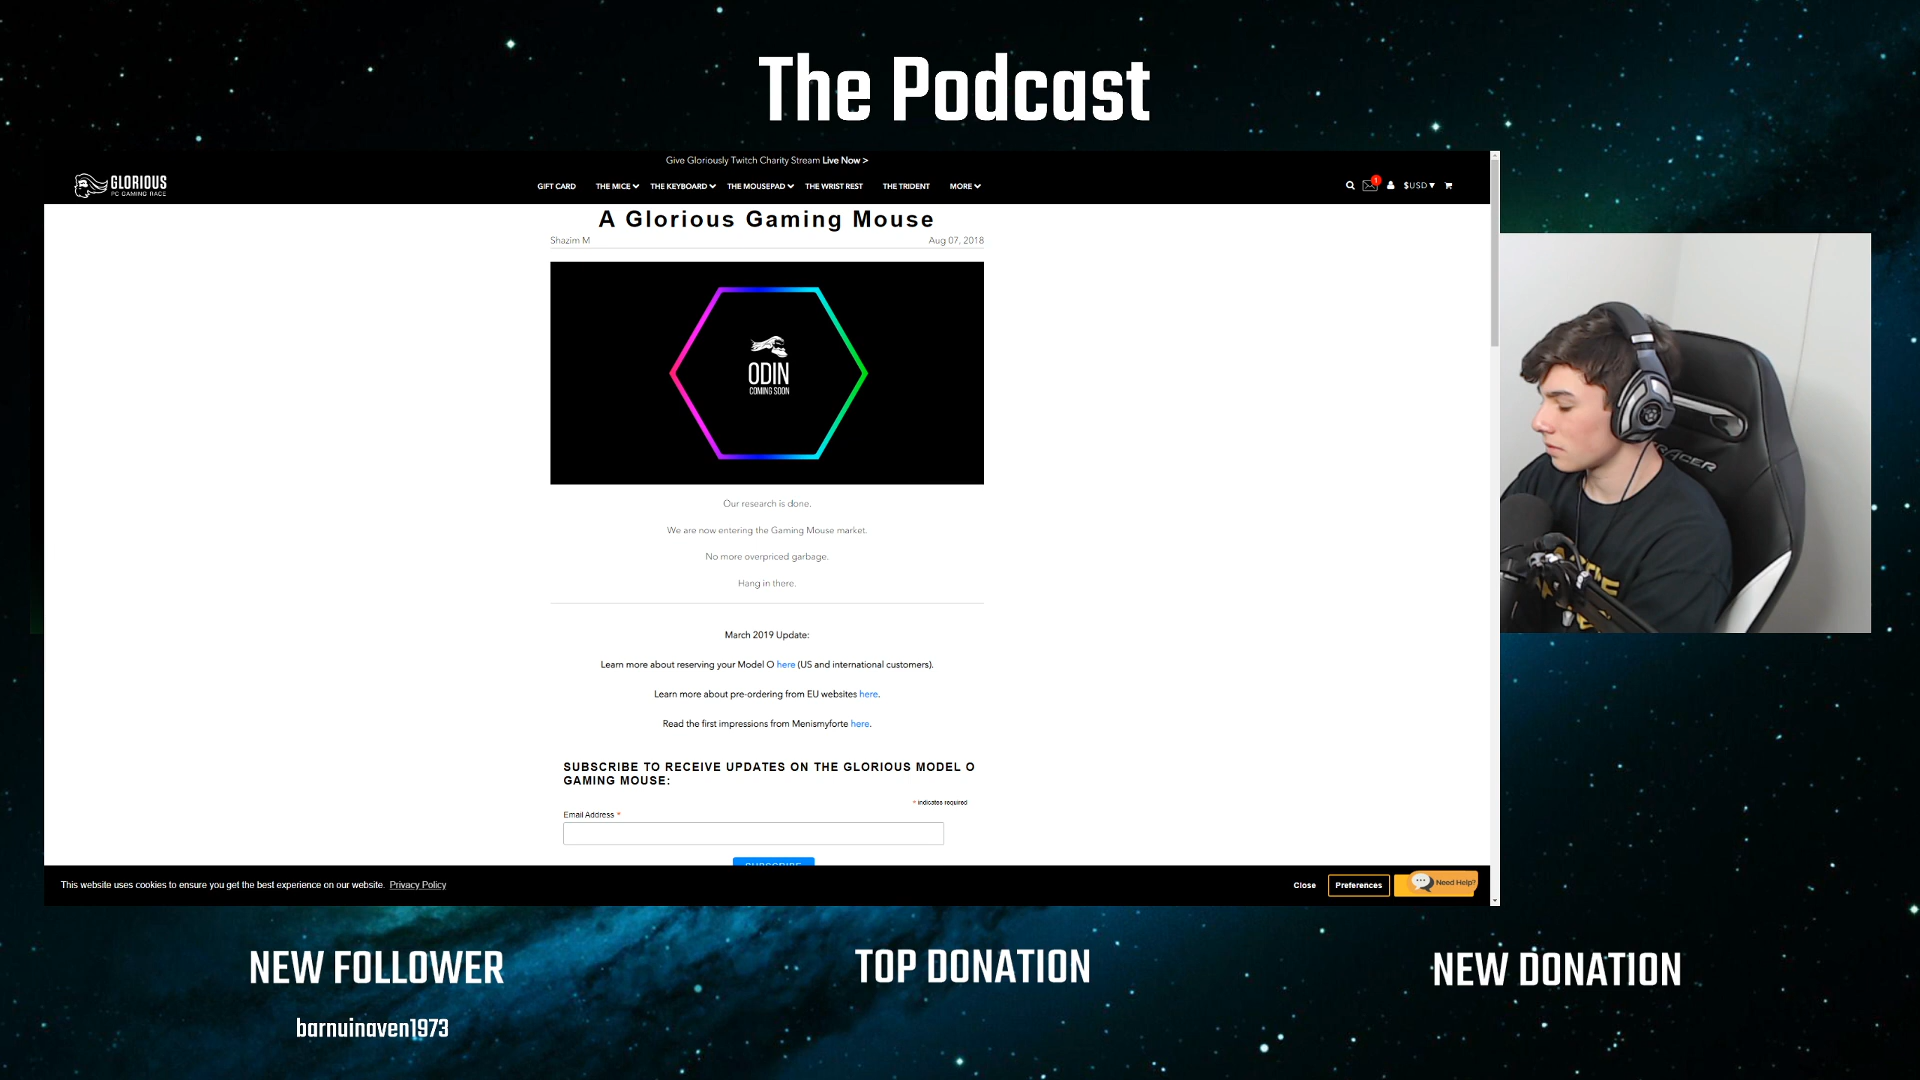 The Podcast
Give Gloriously Twitch Charity Stream Live Now >
GLORIOUS
PC GAMING RACE
GIFT CARD THE MICE THE KEYBOARD THE MOUSEPAD THE WRIST REST THE TRIDENT MORE
1
$USD
A Glorious Gaming Mouse
Shazim M
Aug 07, 2018
ODIN
COMING SOON
Our research is done.
We are now entering the Gaming Mouse market.
No more overpriced garbage.
Hang in there.
March 2019 Update:
Learn more about reserving your Model O here (US and international customers).
Learn more about pre-ordering from EU websites here.
Read the first impressions from Menismyforte here.
SUBSCRIBE TO RECEIVE UPDATES ON THE GLORIOUS MODEL O
GAMING MOUSE:
* indicates required
Email Address *
SUBSCRIBE
This website uses cookies to ensure you get the best experience on our website. Privacy Policy
Close
Preferences
Need Help?
NEW FOLLOWER
barnuinaven1973
TOP DONATION
NEW DONATION